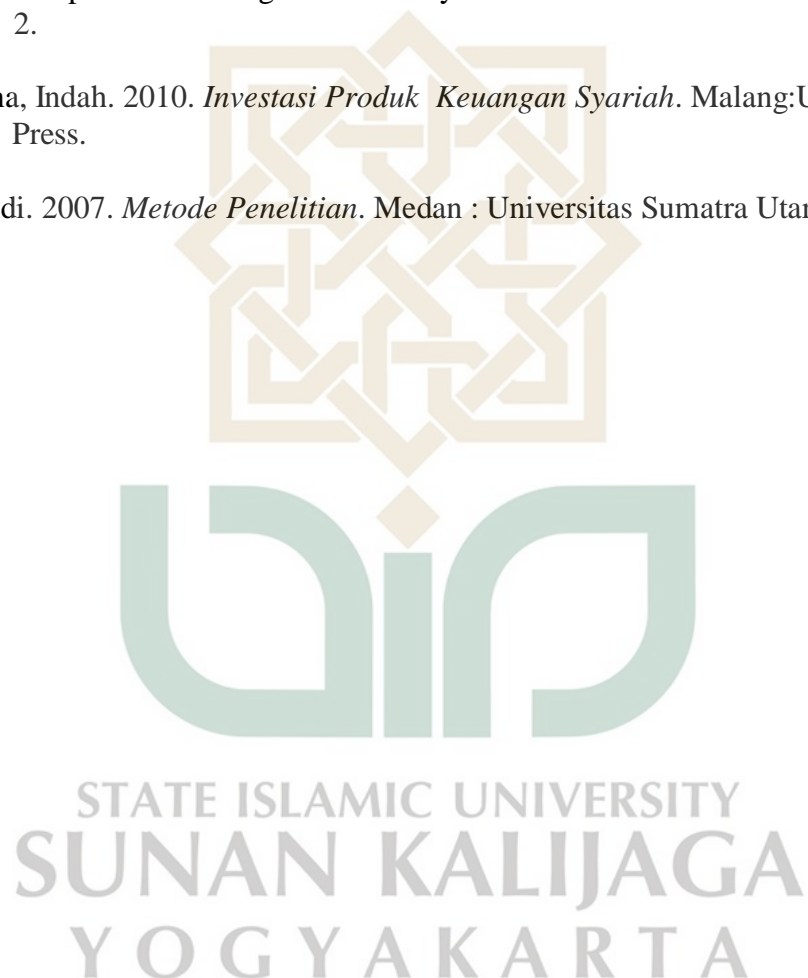 2.
na, Indah. 2010. Investasi Produk Keuangan Syariah. Malang:U
Press.
di. 2007. Metode Penelitian. Medan : Universitas Sumatra Utar
STATE ISLAMIC UNIVERSITY
SUNAN KALIJAGA
YOGYAKARTA